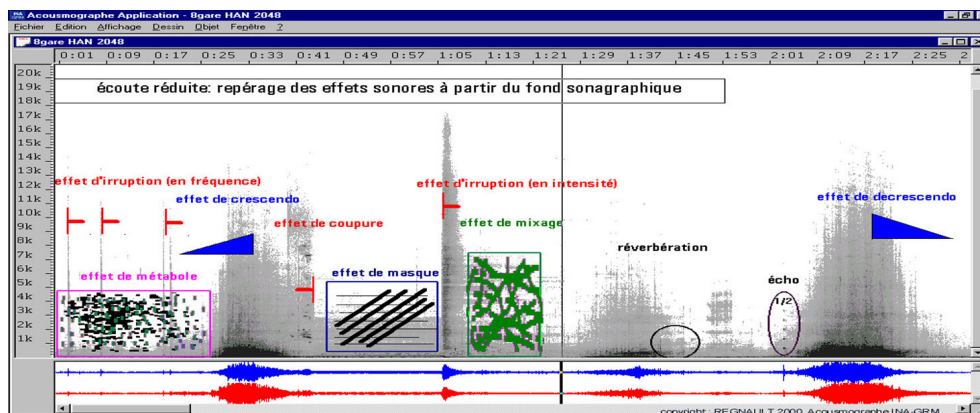 Acousmographe Application - 8gare HAN 2048
Fichier Edition Affichage Dessin Objet Fenêtre ?
8gare HAN 2048
0:01 0:09 0:17 0:25 0:33 0:41 0:49 0:57 1:05 1:13 1:21 1:29 1:37 1:45 1:53 2:01 2:09 2:17 2:25 2
20k
19k
écoute réduite: repérage des effets sonores à partir du fond sonagraphique
18k
17k
16k
15k
14k
13k
12k
effet d'irruption (en fréquence) effet d'irruption (en intensité)
11k
effet de crescendo effet de décrescendo
10k
9k
effet de coupure effet de mixage
8k
réverbération
7k
6k
effet de métabole effet de masque écho
5k
4k
1/2
3k
2k
1k
copyright : REGNAULT 2000, Acousmographe INA-GRM